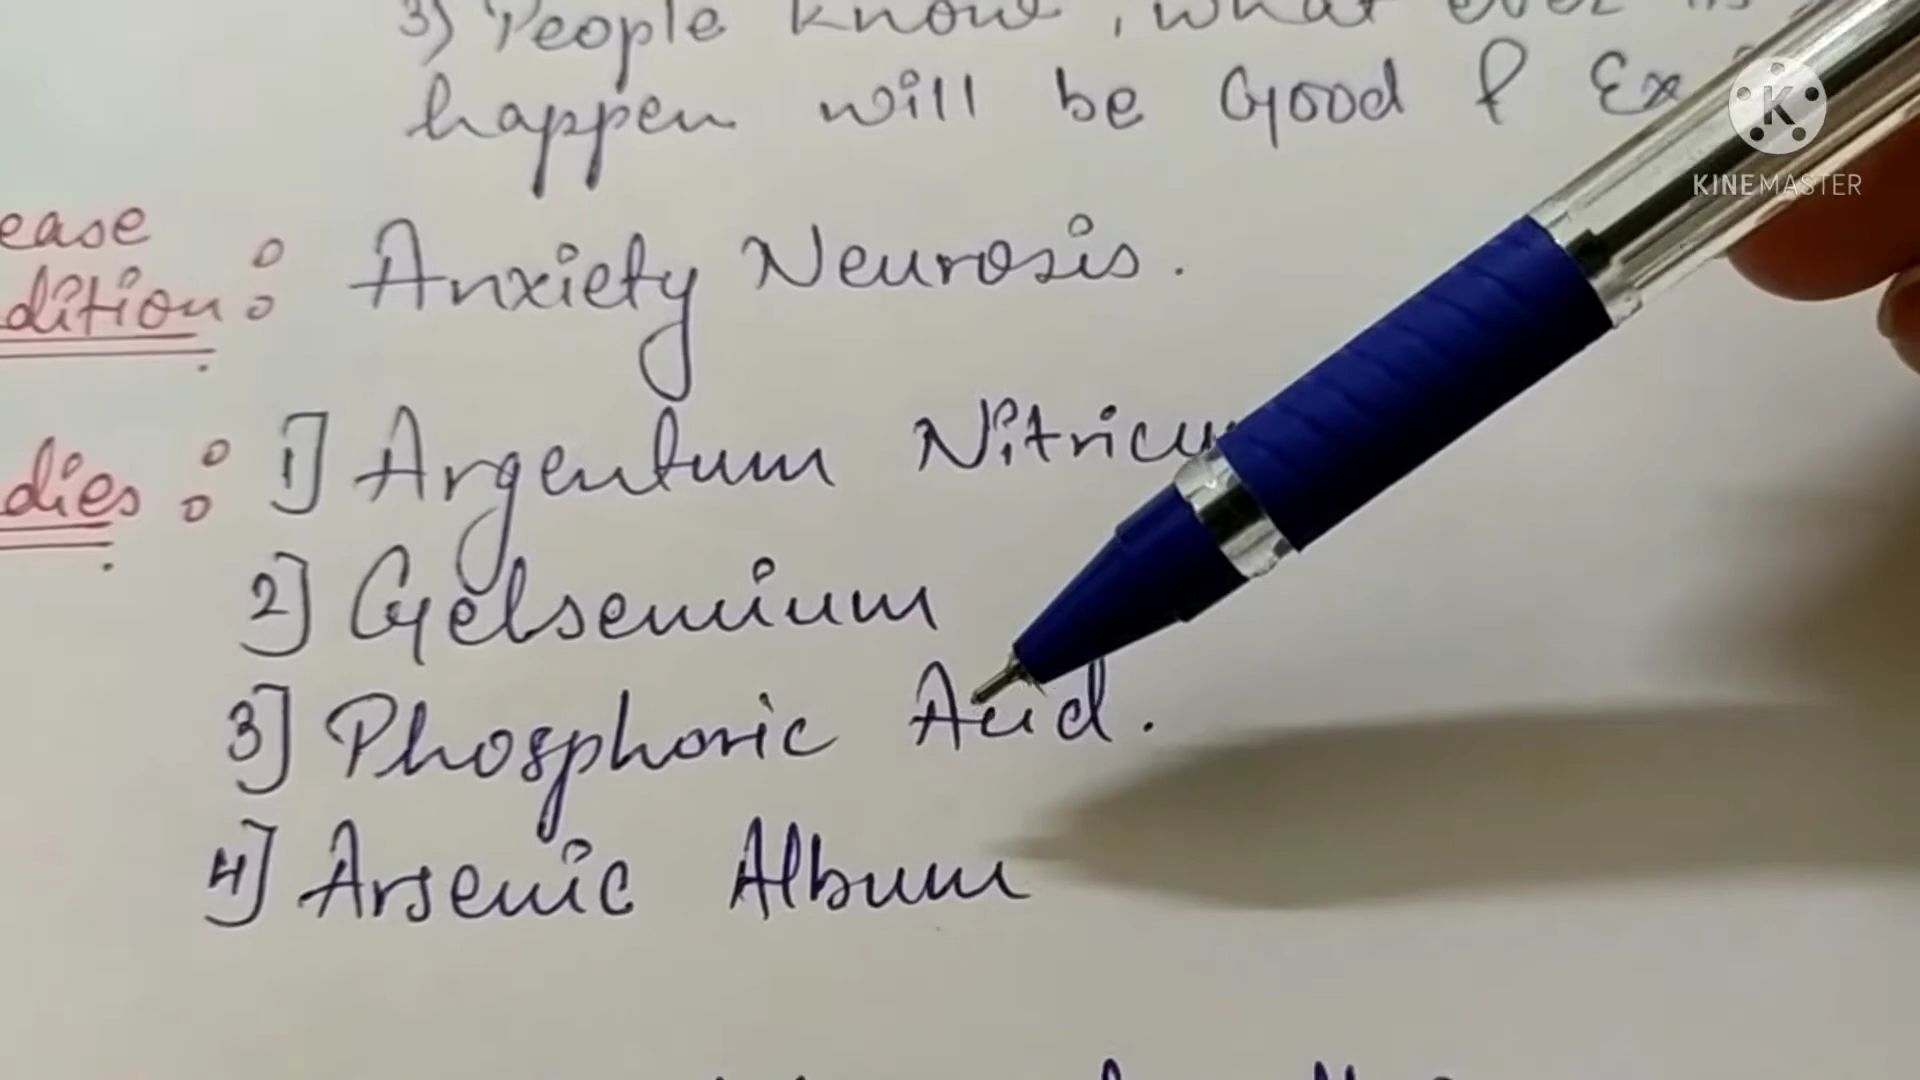 3) People know, what ever is
happen will be Good & Ex
K
KINEMASTER
ease
dition : Anxiety Neurosis.
dies : 1] Argentum Nitricum
2] Gelsemium
3] Phosphoric Acid.
4] Arsenic Album